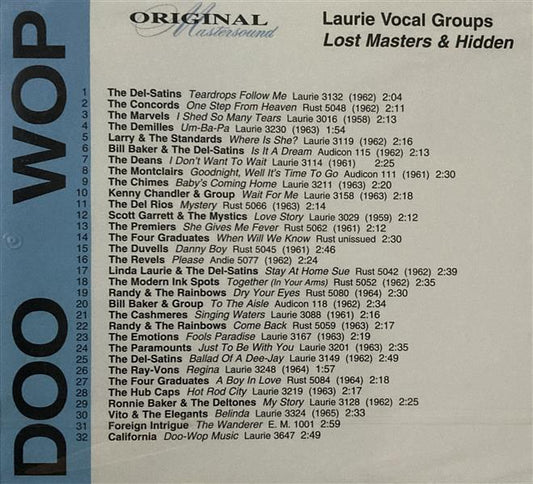 DOO WOP
ORIGINAL
Mastersound
Laurie Vocal Groups
Lost Masters & Hidden
1 The Del-Satins Teardrops Follow Me Laurie 3132 (1962) 2:04
2 The Concords One Step From Heaven Rust 5048 (1962) 2:11
3 The Marvels I Shed So Many Tears Laurie 3016 (1958) 2:13
4 The Demilles Um-Ba-Pa Laurie 3230 (1963) 1:54
5 Larry & The Standards Where Is She? Laurie 3119 (1962) 2:16
6 Bill Baker & The Del-Satins Is It A Dream Audicon 115 (1962) 2:13
7 The Deans I Don't Want To Wait Laurie 3114 (1961) 2:25
8 The Montclairs Goodnight, Well It's Time To Go Audicon 111 (1961) 2:30
9 The Chimes Baby's Coming Home Laurie 3211 (1963) 2:20
10 Kenny Chandler & Group Wait For Me Laurie 3158 (1963) 2:18
11 The Del Rios Mystery Rust 5066 (1963) 2:14
12 Scott Garrett & The Mystics Love Story Laurie 3029 (1959) 2:12
13 The Premiers She Gives Me Fever Rust 5062 (1961) 2:12
14 The Four Graduates When Will We Know Rust unissued 2:30
15 The Duvells Danny Boy Rust 5045 (1961) 2:46
16 The Revels Please Andie 5077 (1962) 2:24
17 Linda Laurie & The Del-Satins Stay At Home Sue Rust 5042 (1962) 2:39
18 The Modern Ink Spots Together (In Your Arms) Rust 5052 (1962) 2:35
19 Randy & The Rainbows Dry Your Eyes Rust 5080 (1964) 2:30
20 Bill Baker & Group To The Aisle Audicon 118 (1962) 2:34
21 The Cashmeres Singing Waters Laurie 3088 (1961) 2:16
22 Randy & The Rainbows Come Back Rust 5059 (1963) 2:17
23 The Emotions Fools Paradise Laurie 3167 (1963) 2:19
24 The Paramounts Just To Be With You Laurie 3201 (1963) 2:35
25 The Del-Satins Ballad Of A Dee-Jay Laurie 3149 (1962) 2:49
26 The Ray-Vons Regina Laurie 3248 (1964) 1:57
27 The Four Graduates A Boy In Love Rust 5084 (1964) 2:18
28 The Hub Caps Hot Rod City Laurie 3219 (1963) 2:17
29 Ronnie Baker & The Deltones My Story Laurie 3128 (1962) 2:25
30 Vito & The Elegants Belinda Laurie 3324 (1965) 2:33
31 Foreign Intrigue The Wanderer E. M. 1001 2:59
32 California Doo-Wop Music Laurie 3647 2:49